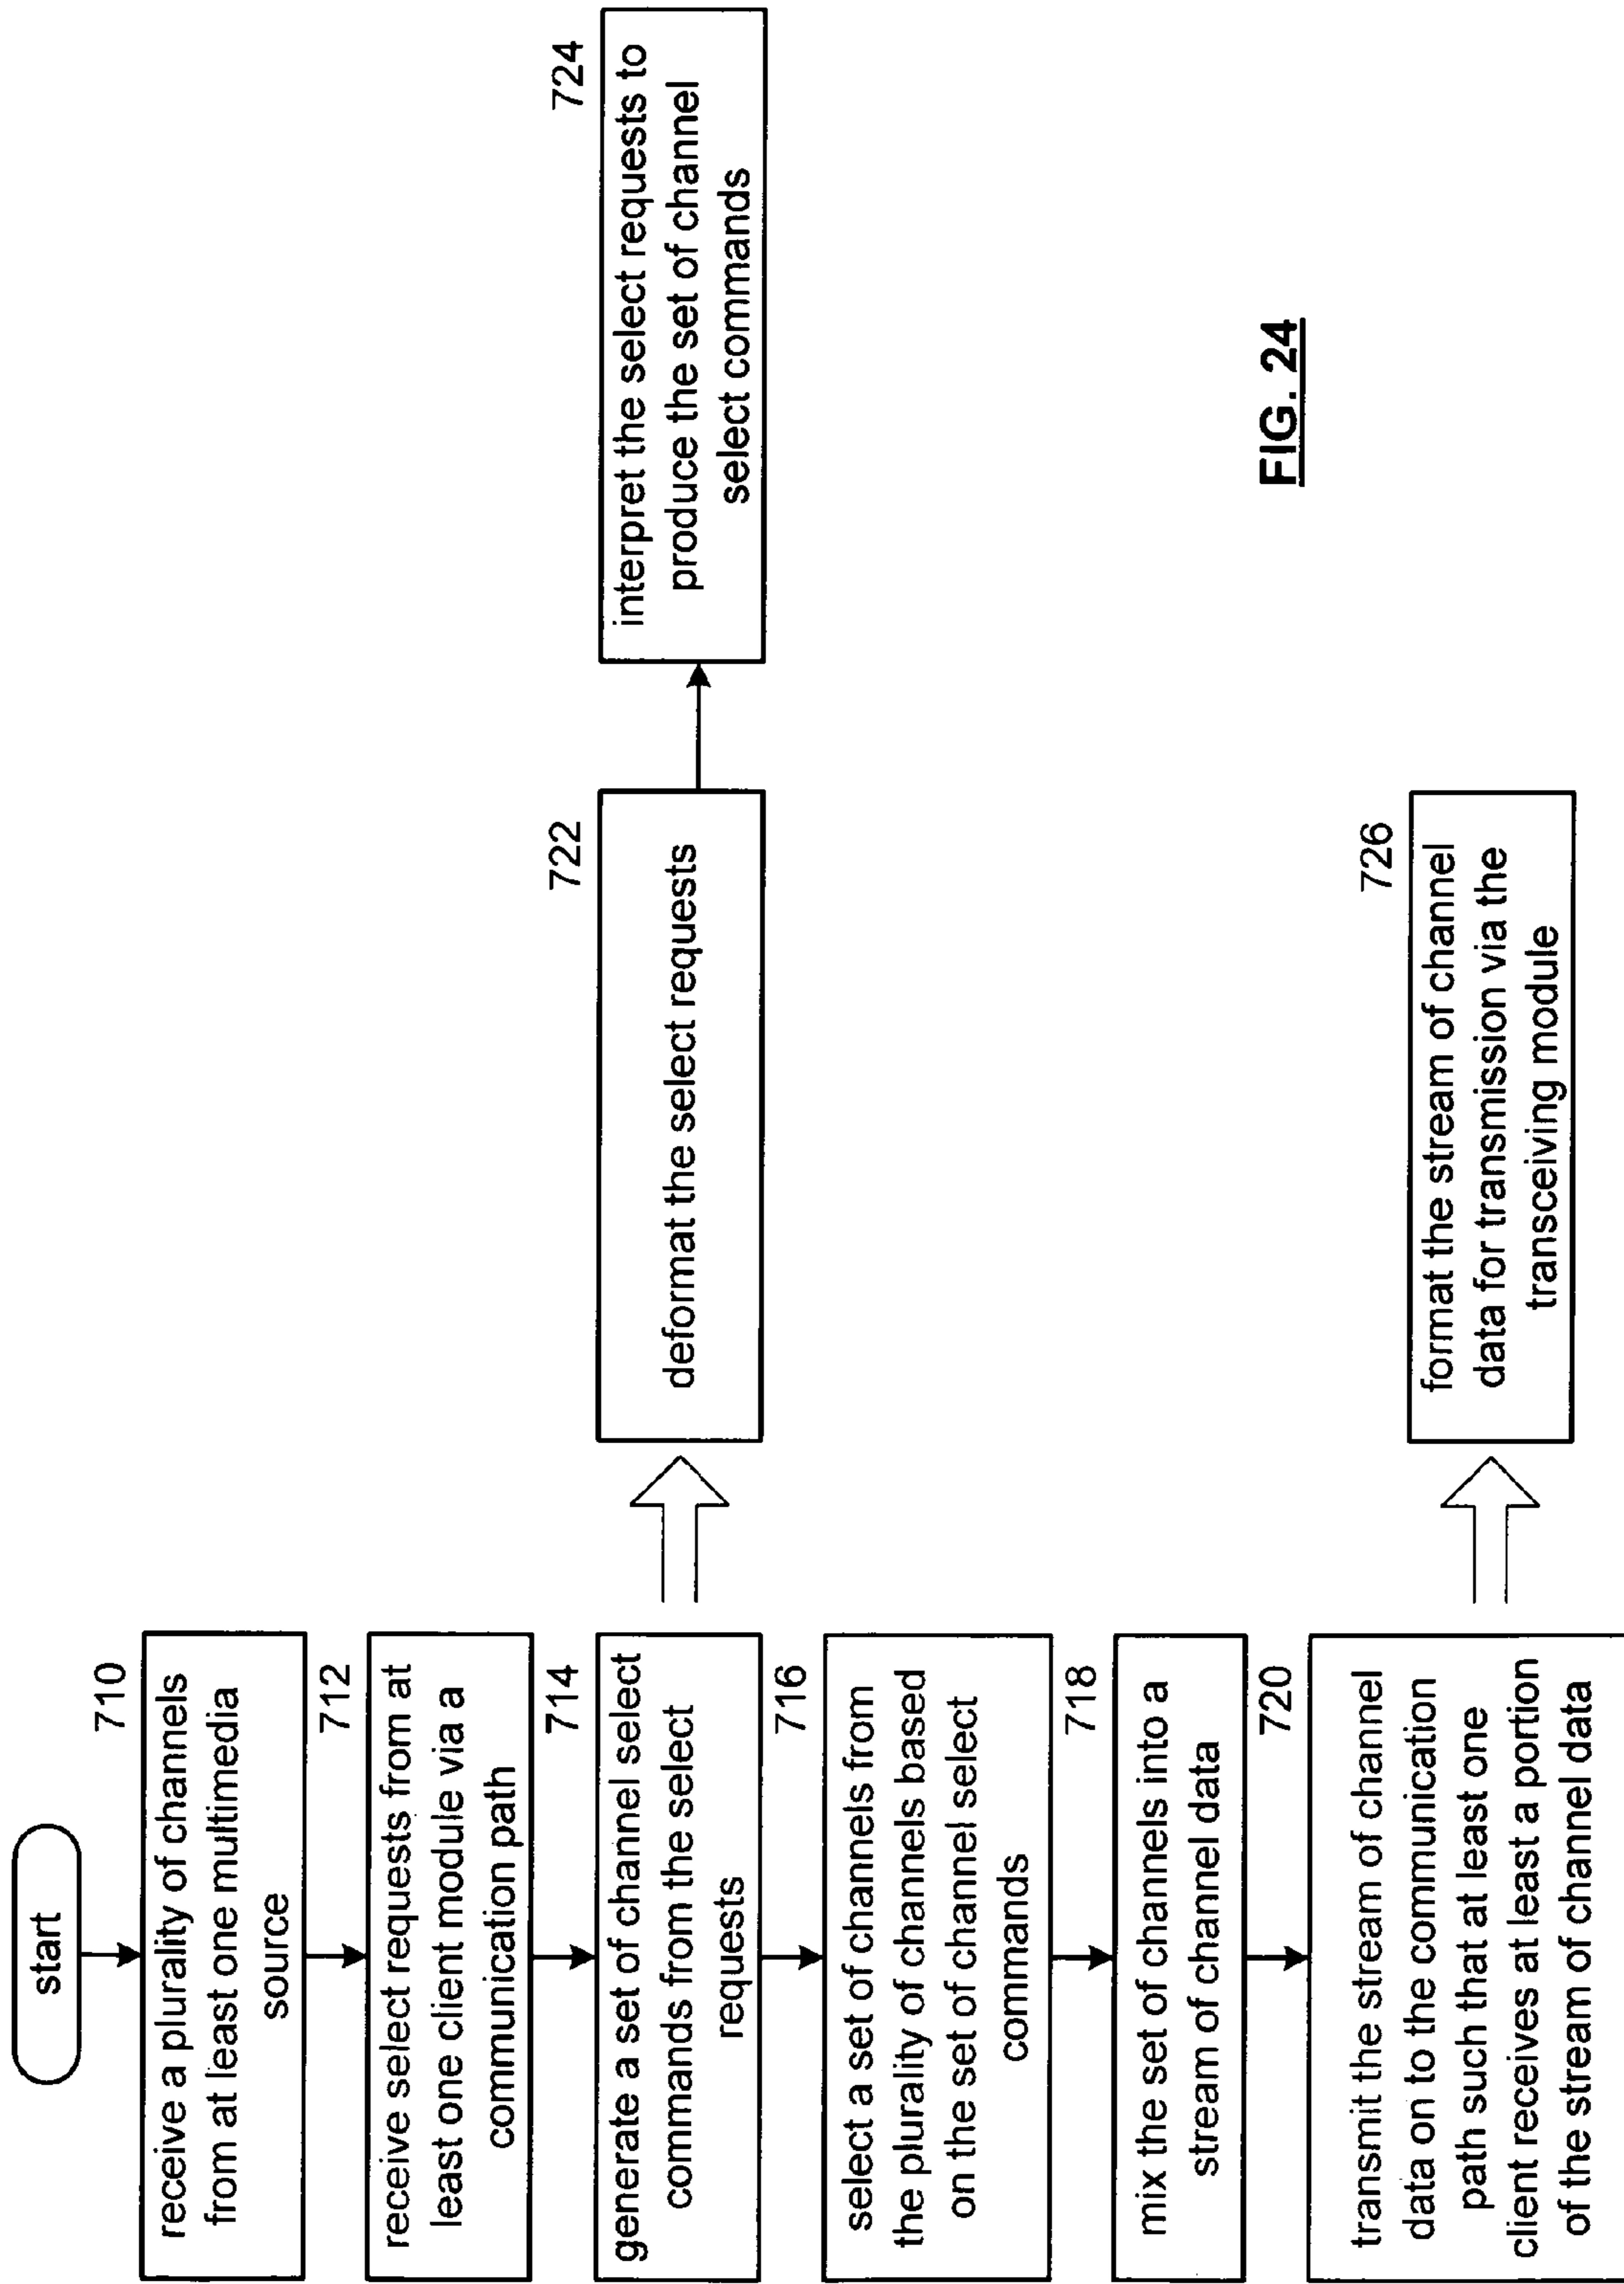 start
710
receive a plurality of channels
from at least one multimedia
source
712
receive select requests from at
least one client module via a
communication path
714
generate a set of channel select
commands from the select
requests
722
deformat the select requests
724
interpret the select requests to
produce the set of channel
select commands
716
select a set of channels from
the plurality of channels based
on the set of channel select
commands
718
mix the set of channels into a
stream of channel data
720
transmit the stream of channel
data on to the communication
path such that at least one
client receives at least a portion
of the stream of channel data
726
format the stream of channel
data for transmission via the
transceiving module
FIG. 24